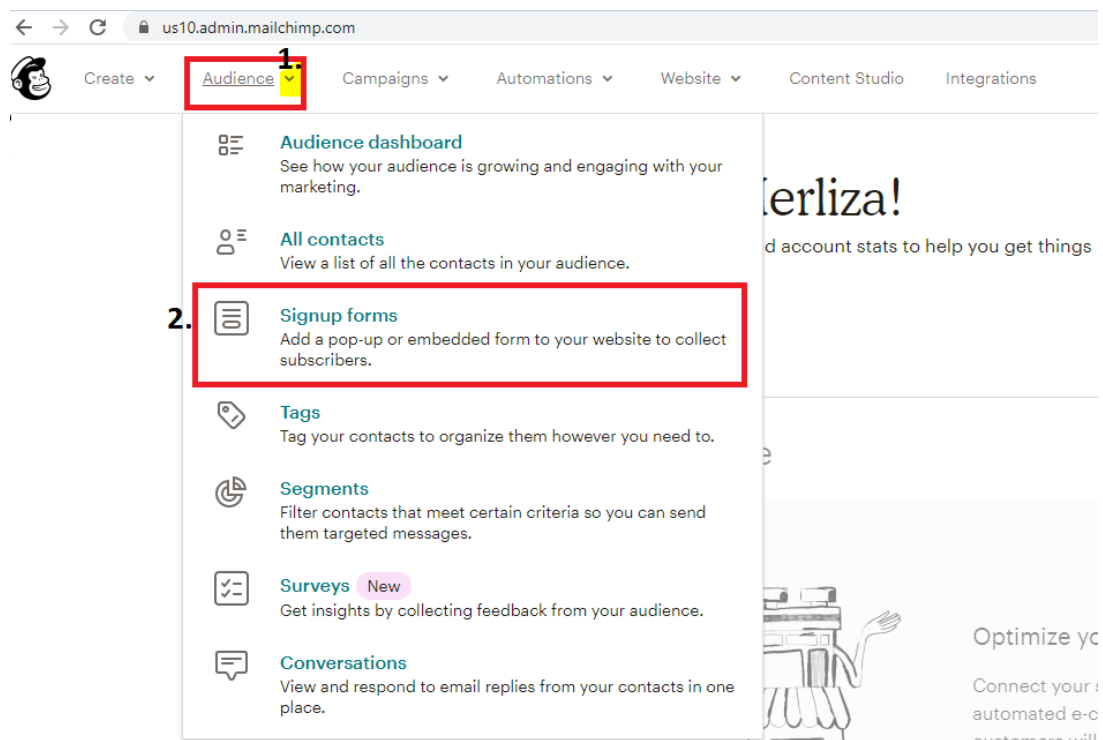 us10.admin.mailchimp.com
1.
Create Audience Campaigns Automations Website Content Studio Integrations
Audience dashboard
See how your audience is growing and engaging with your
marketing.
All contacts
View a list of all the contacts in your audience.
2.
Signup forms
Add a pop-up or embedded form to your website to collect
subscribers.
Tags
Tag your contacts to organize them however you need to.
Segments
Filter contacts that meet certain criteria so you can send
them targeted messages.
Surveys New
Get insights by collecting feedback from your audience.
Conversations
View and respond to email replies from your contacts in one
place.
erliza!
d account stats to help you get things
e
Optimize yo
Connect your s
automated e-c